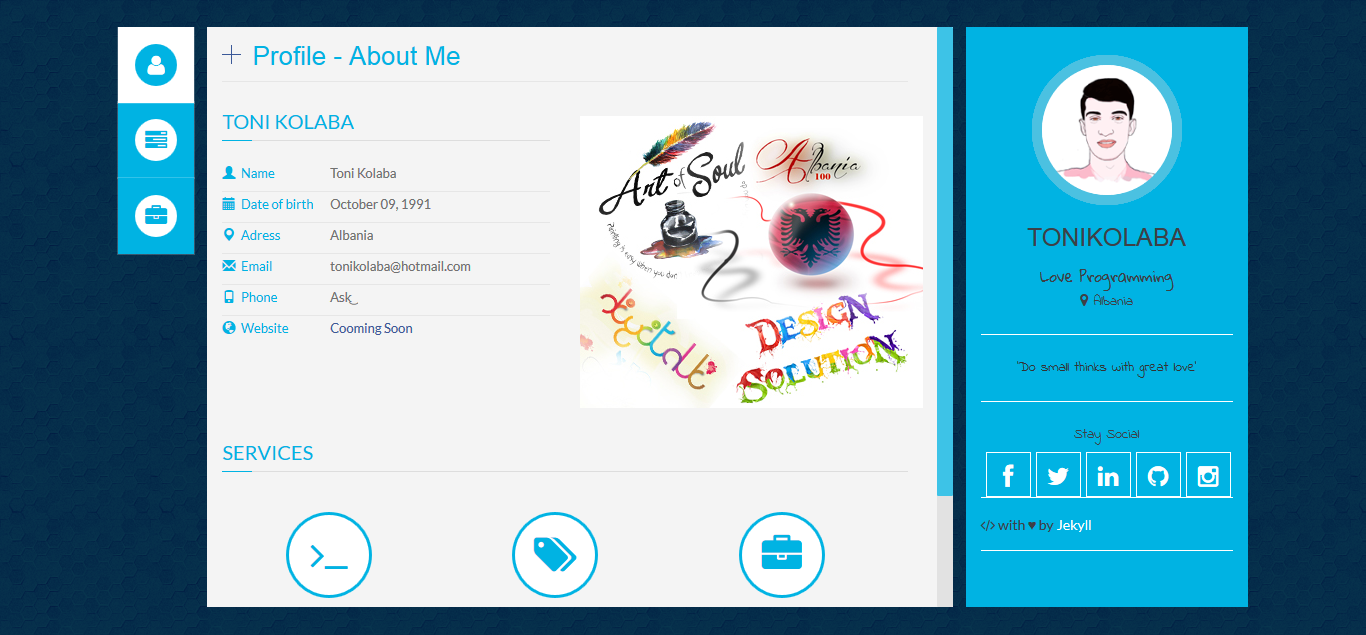 Profile - About Me
TONI KOLABA
Name Toni Kolaba
Date of birth October 09, 1991
Adress Albania
Email tonikolaba@hotmail.com
Phone Ask_
Website Cooming Soon
Art of Soul
Painting is easy when you don't
Albania
100
DESIGN
SOLUTION
SERVICES
TONIKOLABA
Love Programming
Albania
"Do small thinks with great love"
Stay Social
</> with ♥ by Jekyll